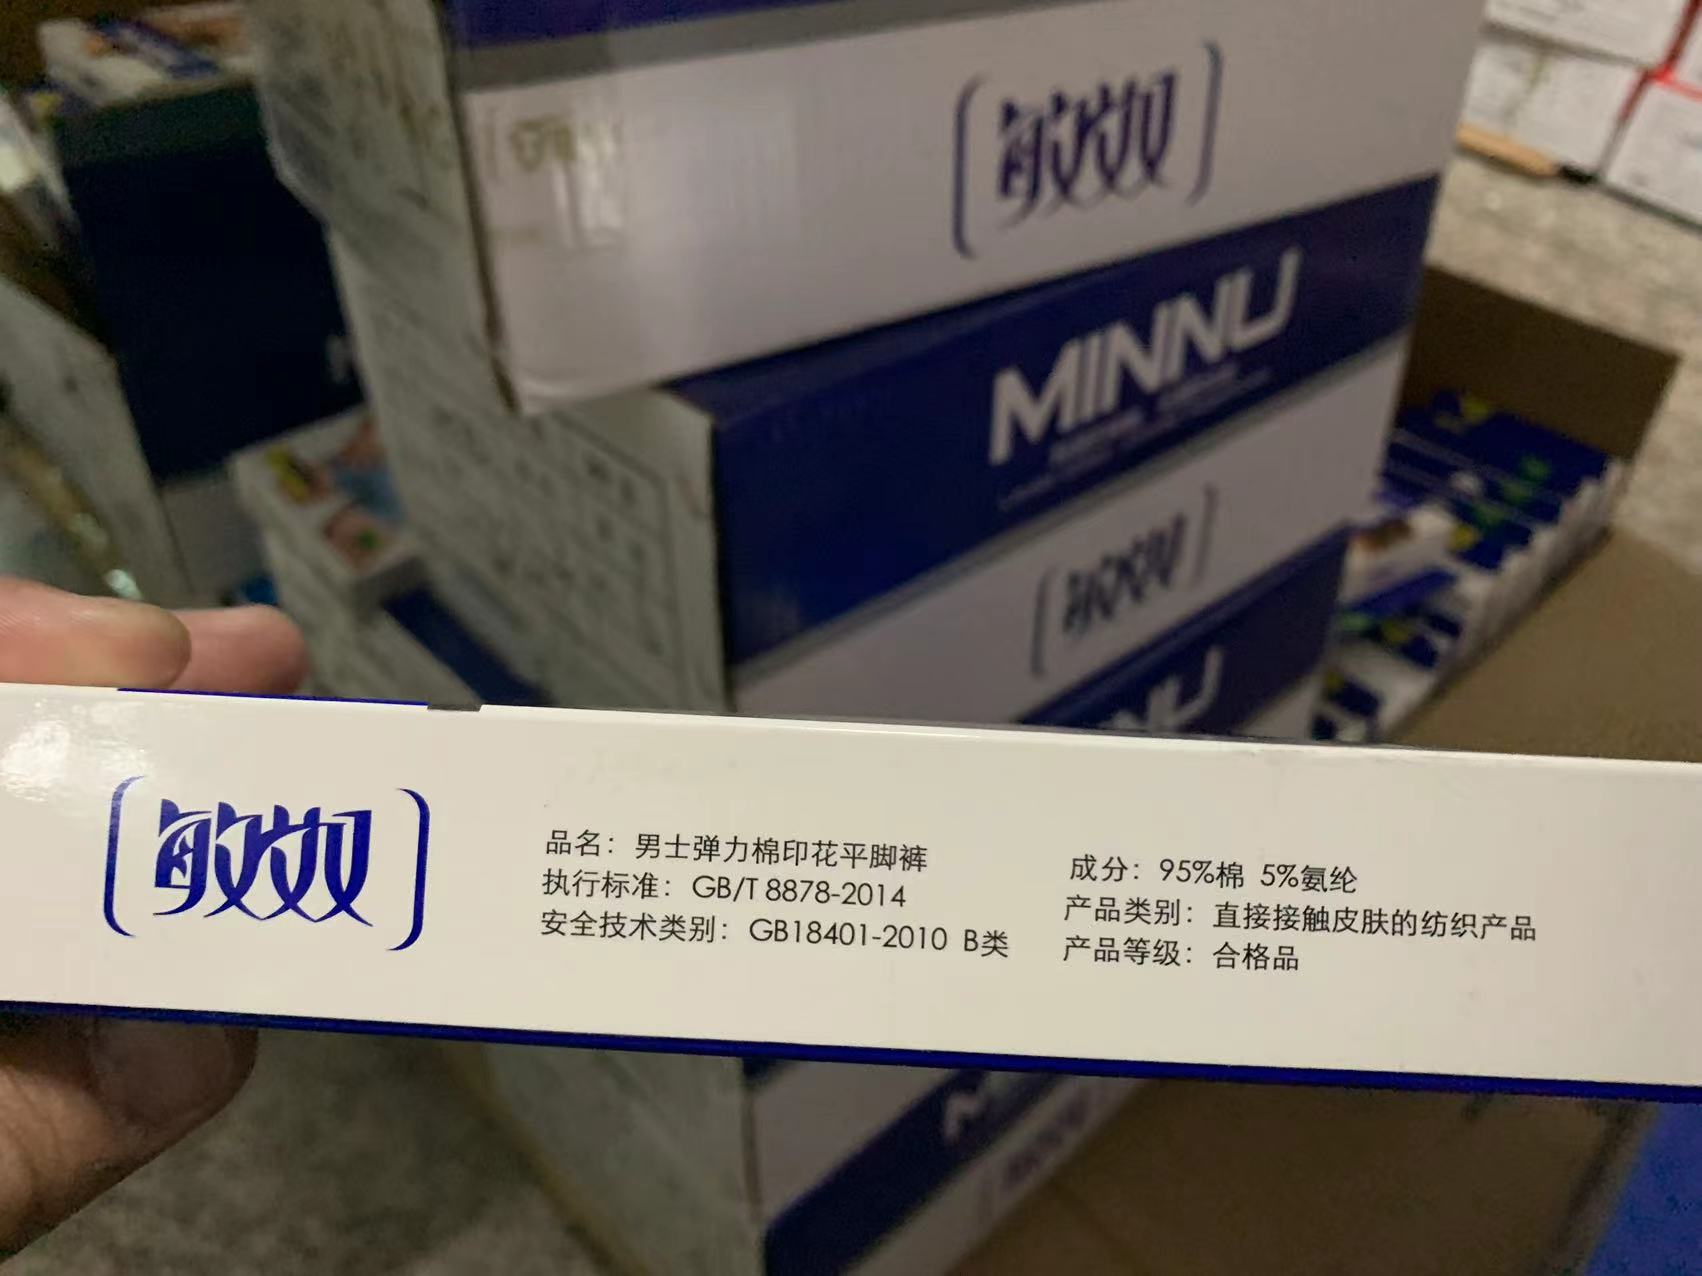 敏奴
MINNU
敏奴
敏奴
品名：男士弹力棉印花平脚裤
执行标准：GB/T 8878-2014
安全技术类别：GB18401-2010 B类
成分：95%棉 5%氨纶
产品类别：直接接触皮肤的纺织产品
产品等级：合格品